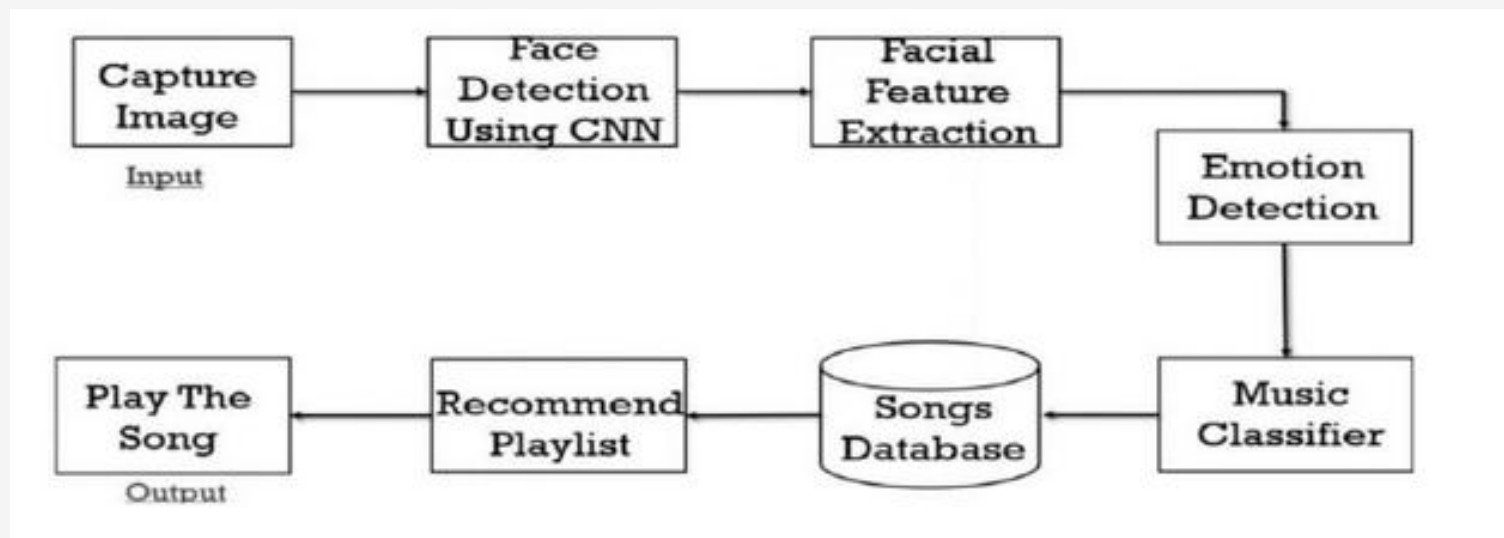 Capture
Image
Input
Face
Detection
Using CNN
Facial
Feature
Extraction
Emotion
Detection
Music
Classifier
Songs
Database
Recommend
Playlist
Play The
Song
Output